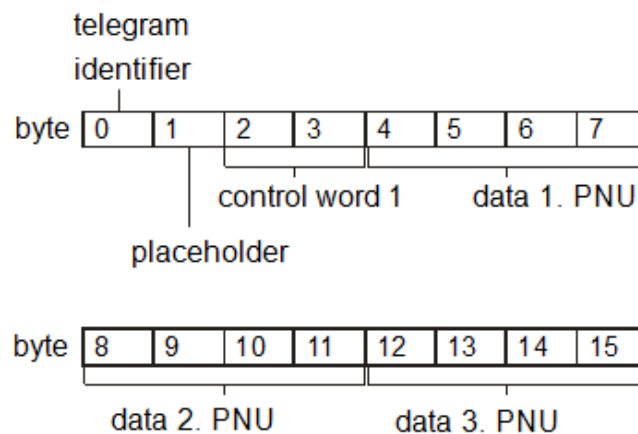 telegram
identifier
byte 0 1 2 3 4 5 6 7
control word 1 data 1. PNU
placeholder
byte 8 9 10 11 12 13 14 15
data 2. PNU data 3. PNU